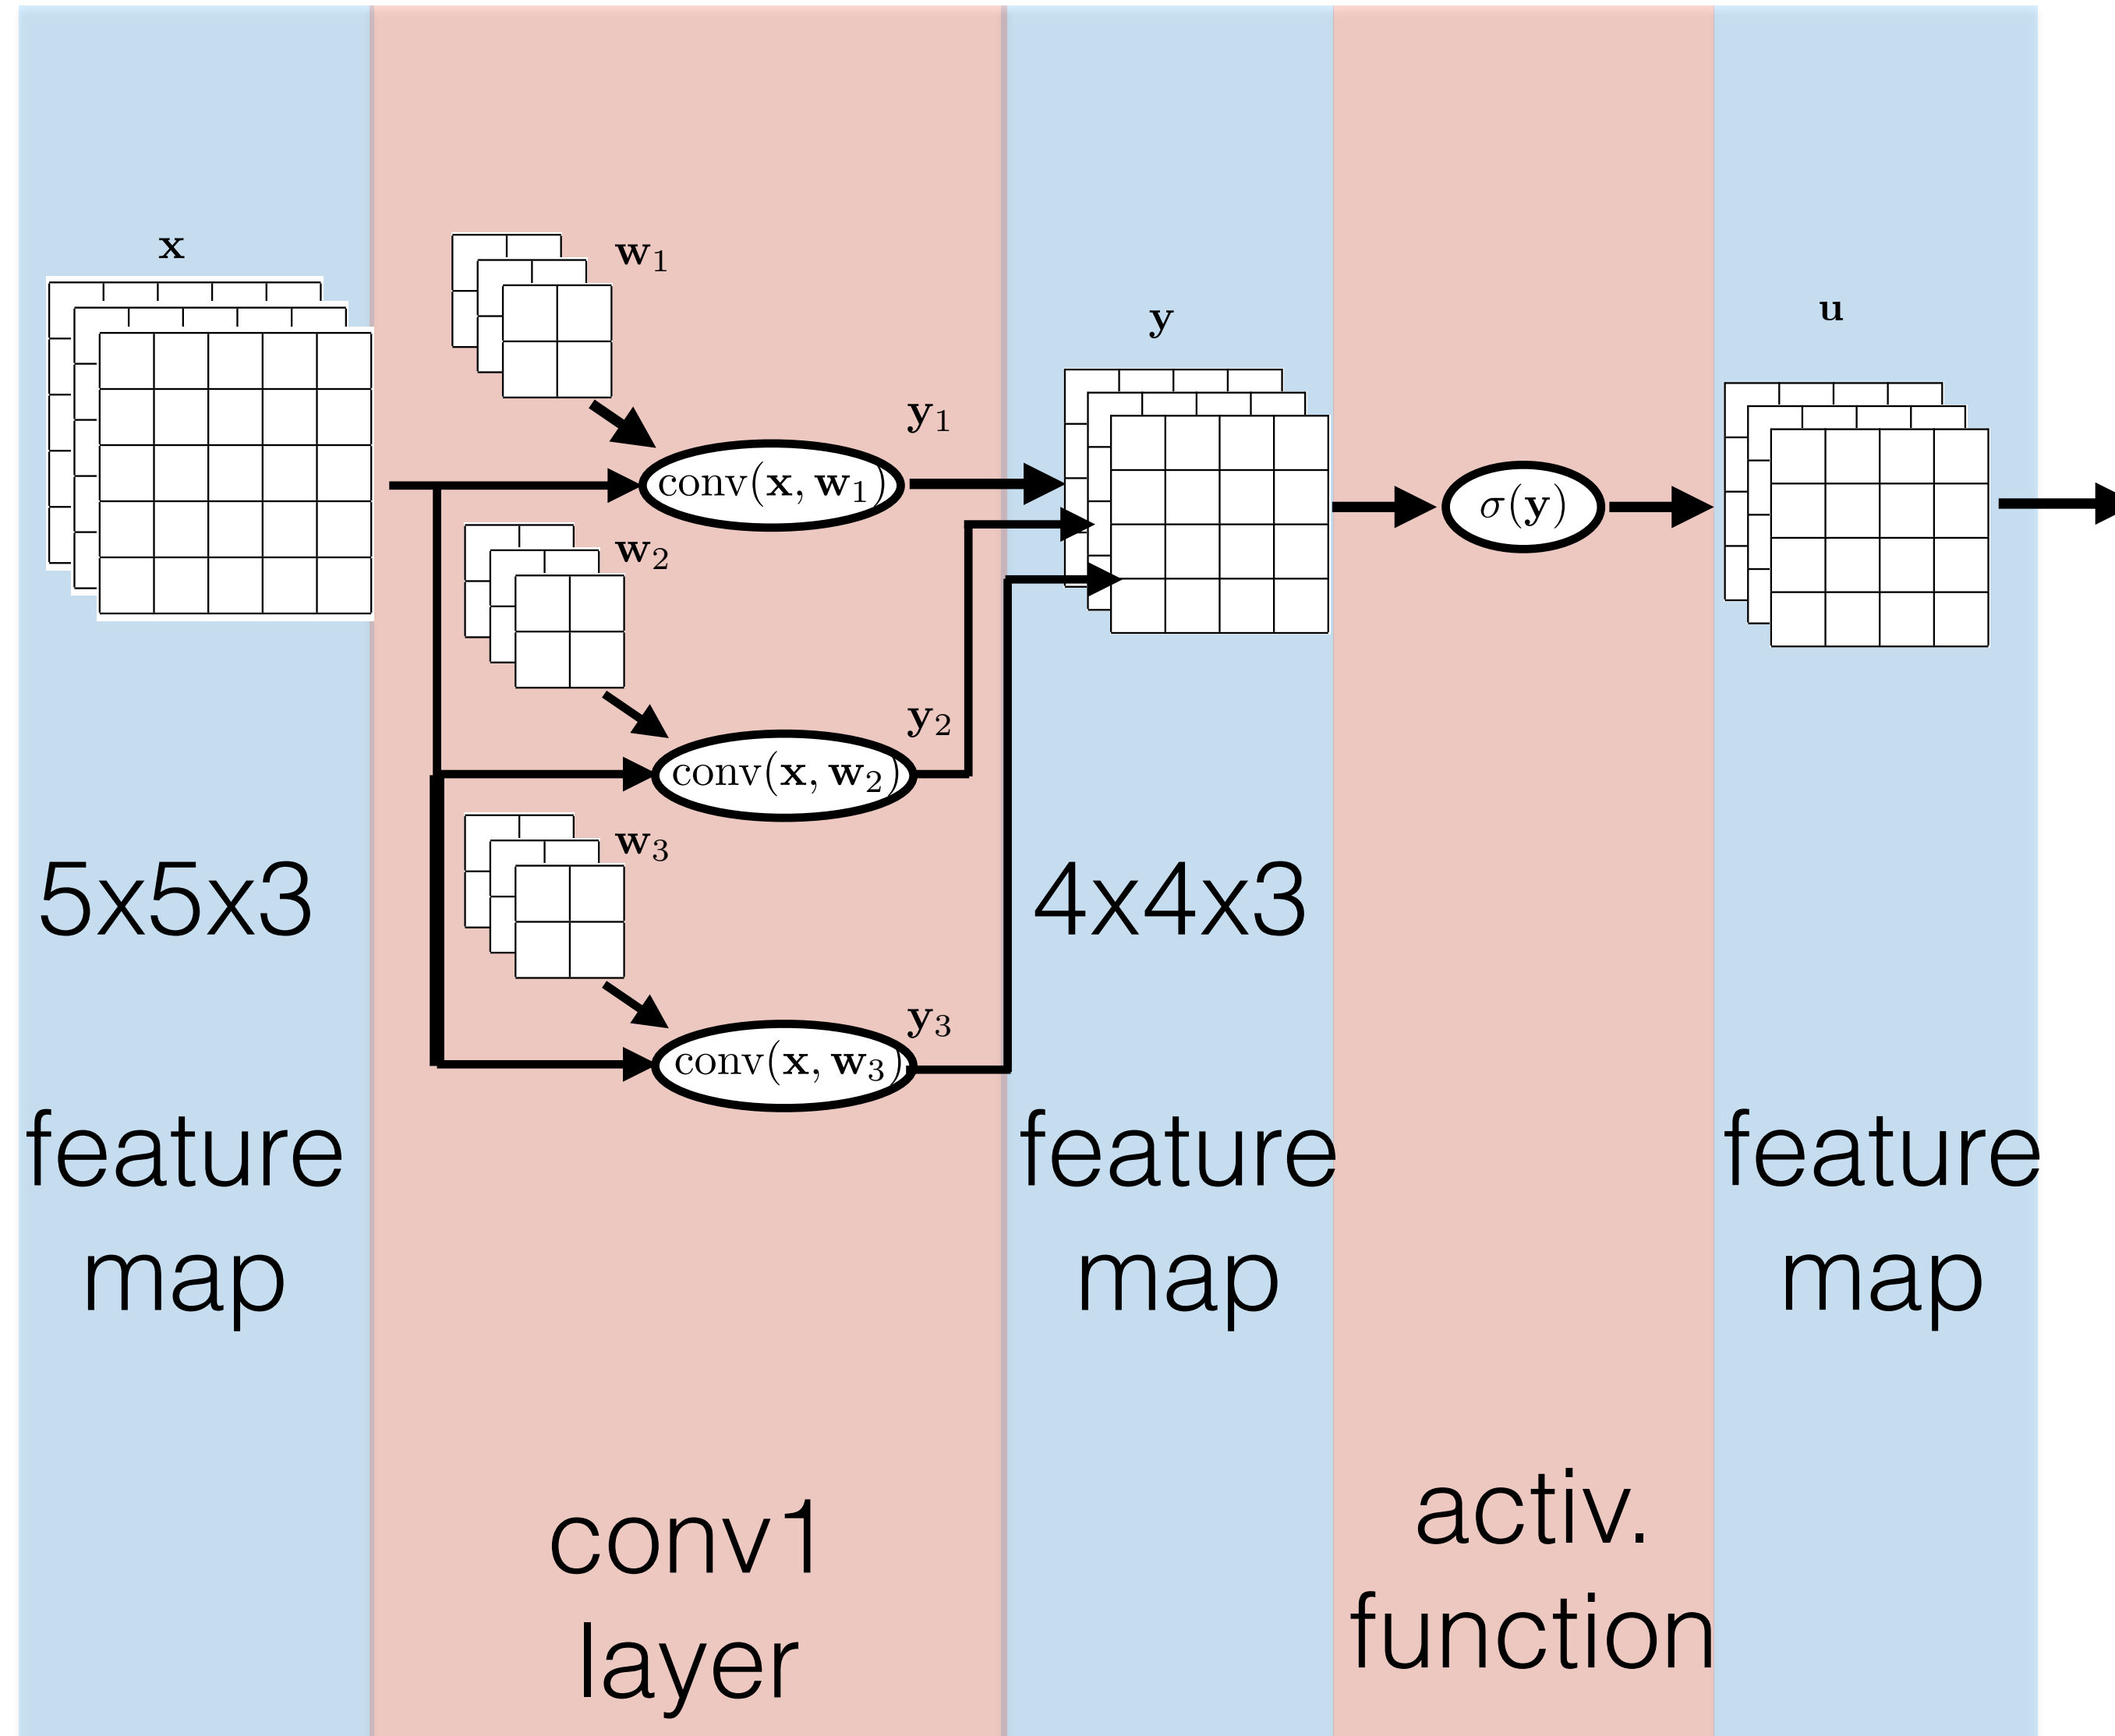 x
w₁
y₁
conv(x, w₁)
w₂
y₂
conv(x, w₂)
w₃
y₃
conv(x, w₃)
y
σ(y)
u
5x5x3
4x4x3
feature
map
feature
map
feature
map
conv1
layer
activ.
function